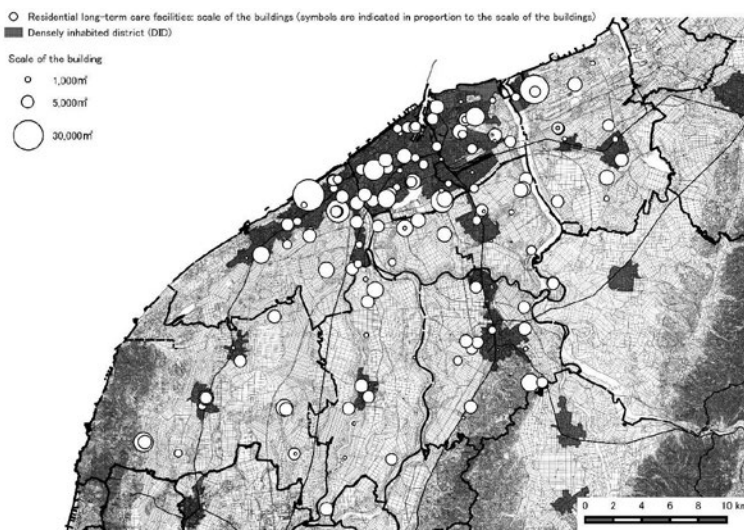 Residential long-term care facilities: scale of the buildings (symbols are indicated in proportion to the scale of the buildings)
Densely inhabited district (DID)
Scale of the building
1,000㎡
5,000㎡
30,000㎡
0 2 4 6 8 10 km